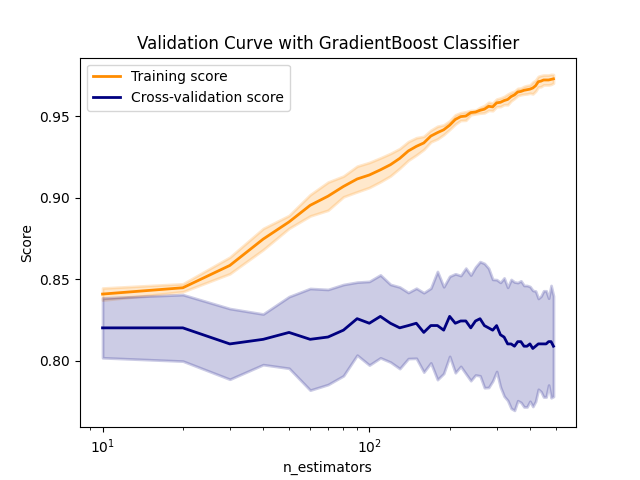 Validation Curve with GradientBoost Classifier
Training score
Cross-validation score
0.95
0.90
0.85
0.80
Score
10¹
10²
n_estimators